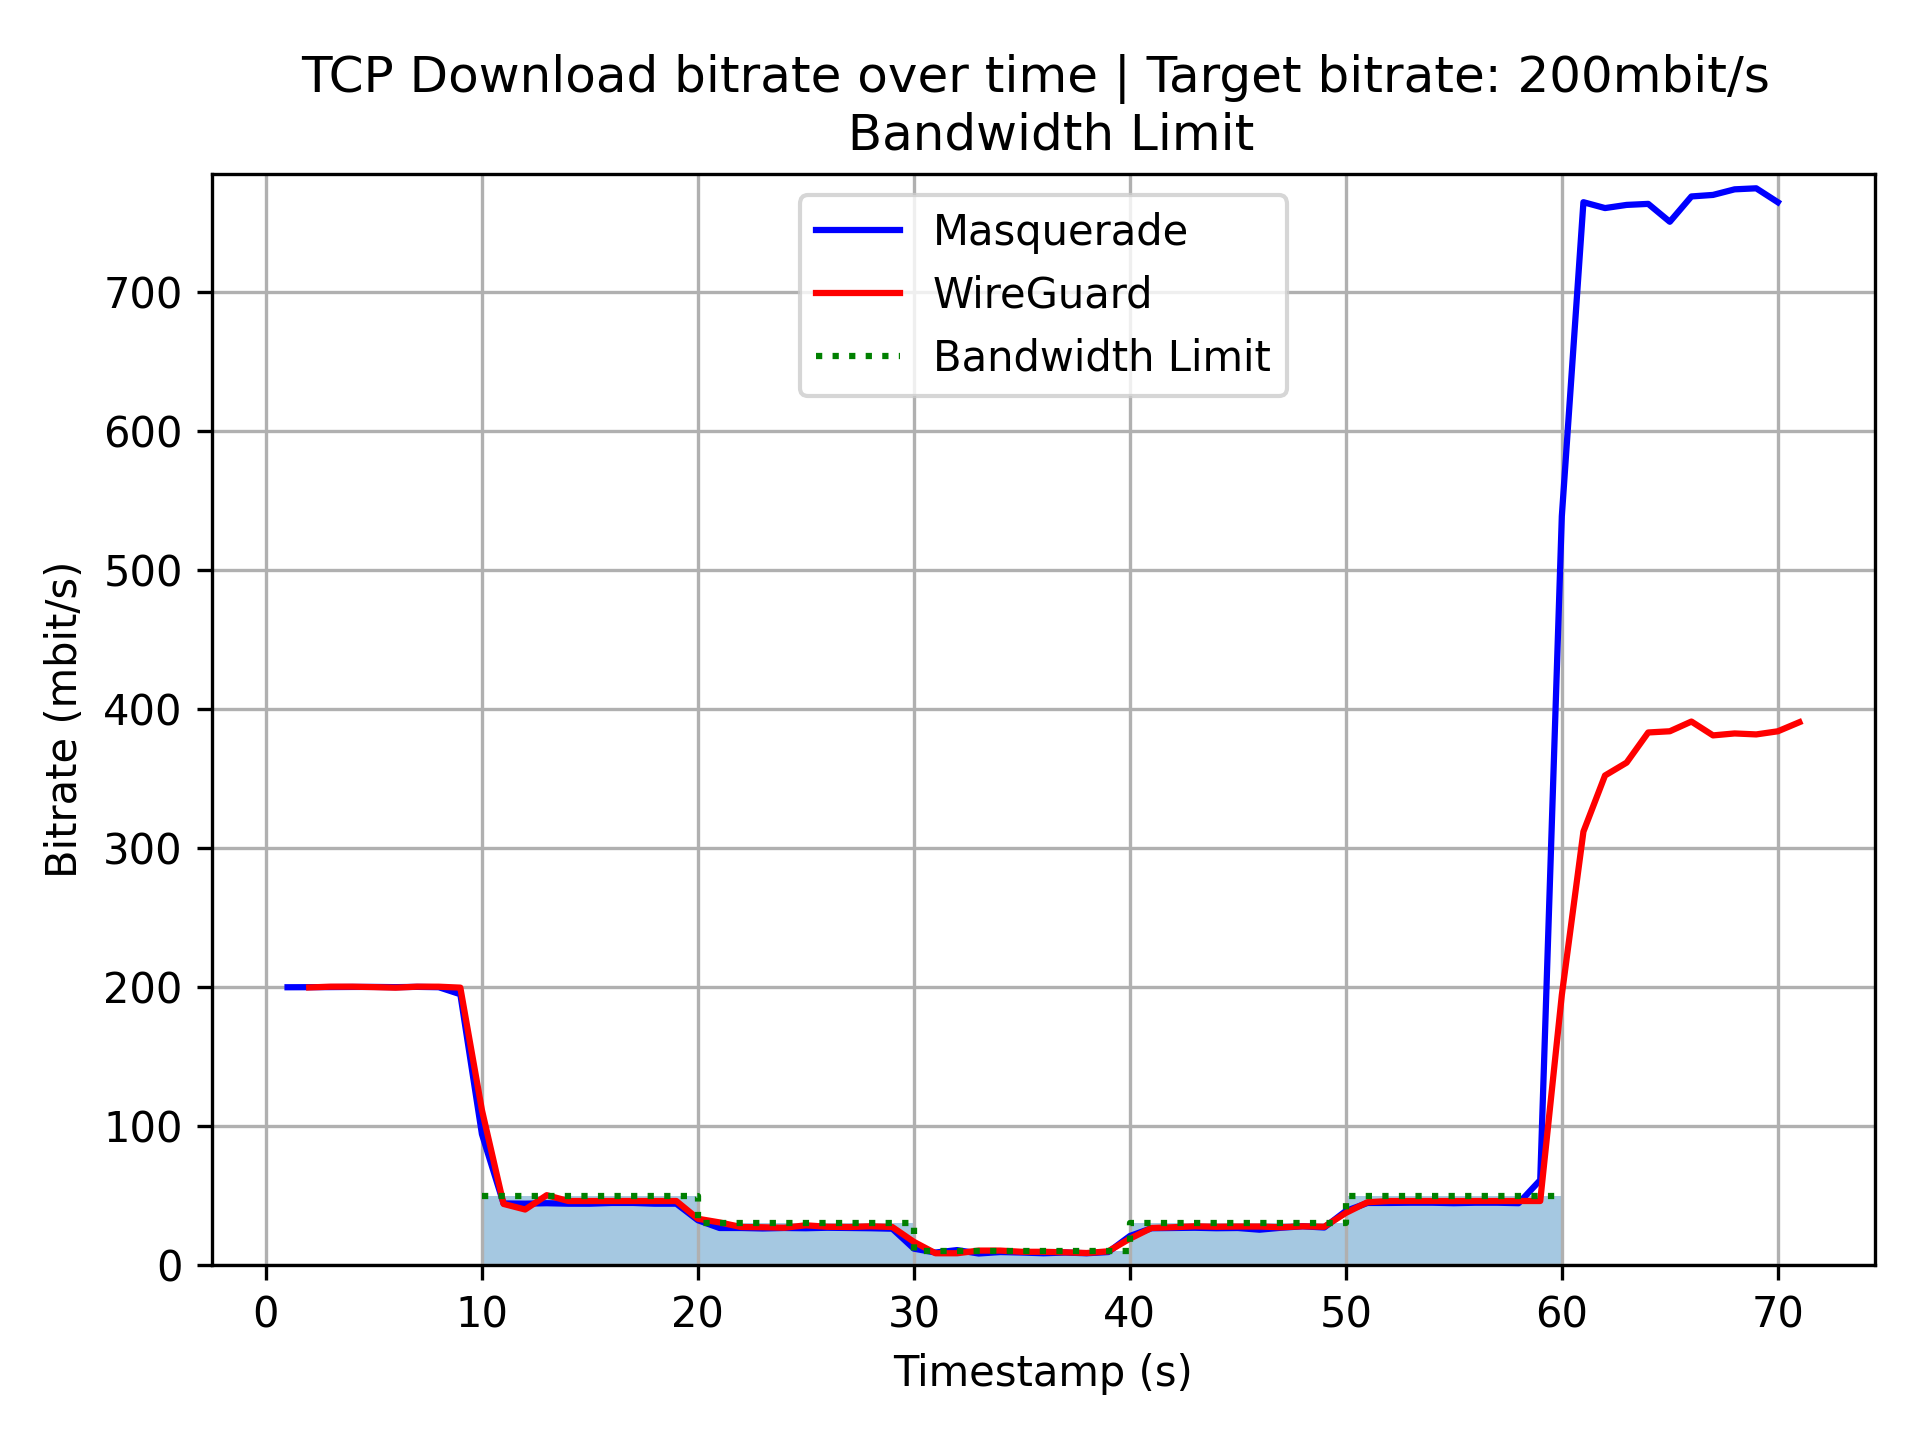 TCP Download bitrate over time | Target bitrate: 200mbit/s
Bandwidth Limit
Masquerade
WireGuard
Bandwidth Limit
Bitrate (mbit/s)
700
600
500
400
300
200
100
0
0 10 20 30 40 50 60 70
Timestamp (s)